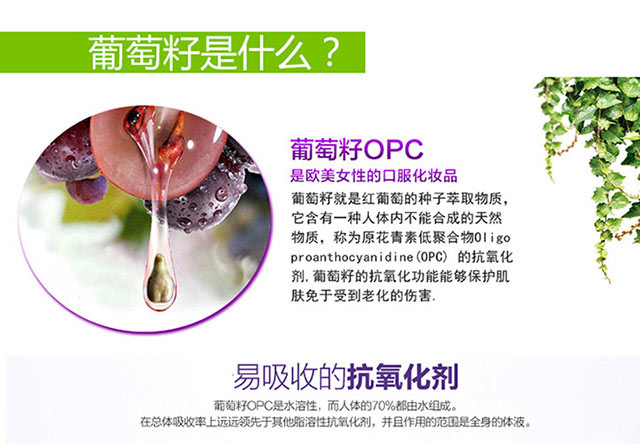 葡萄籽是什么？
葡萄籽OPC
是欧美女性的口服化妆品
葡萄籽就是红葡萄的种子萃取物质，
它含有一种人体内不能合成的天然
物质，称为原花青素低聚合物Oligo
proanthocyanidine(OPC) 的抗氧化
剂.葡萄籽的抗氧化功能能够保护肌
肤免于受到老化的伤害.
易吸收的抗氧化剂
葡萄籽OPC是水溶性，而人体的70%都由水组成。
在总体吸收率上远远领先于其他脂溶性抗氧化剂，并且作用的范围是全身的体液。